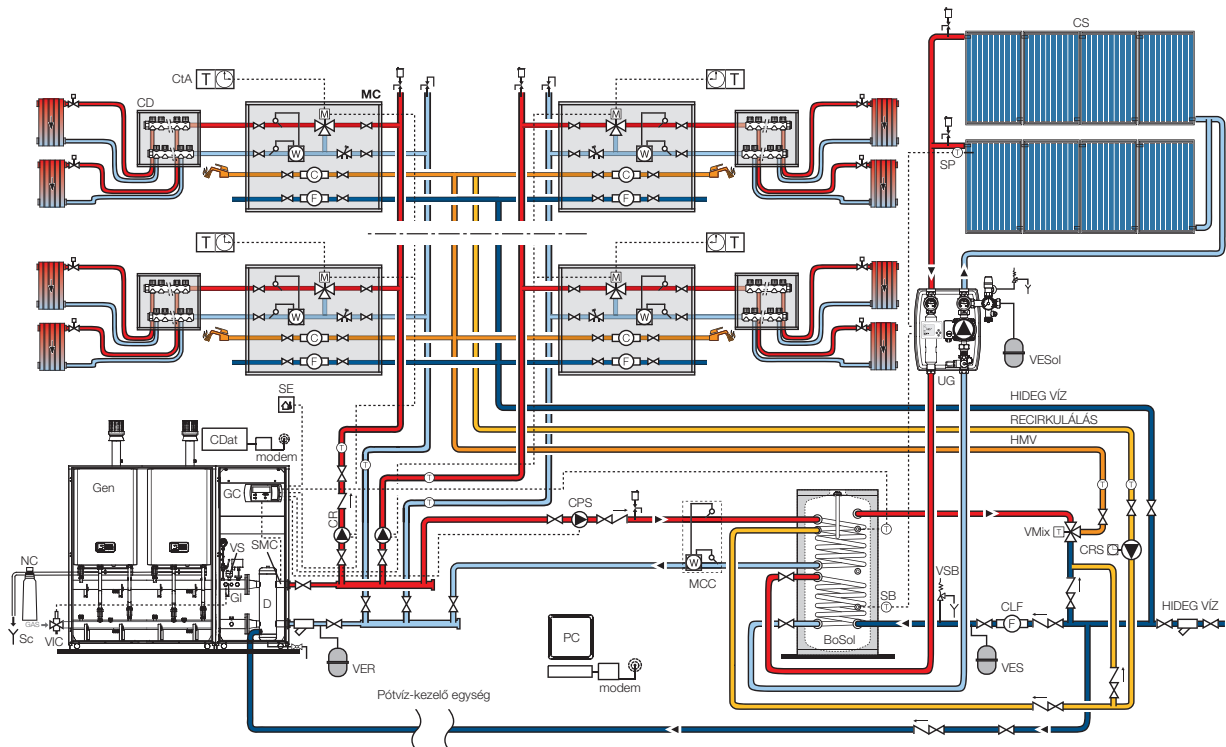 CS
CtA
T
T
MC
CD
M
M
W
W
C
C
F
F
SP
T
T
T
M
M
W
W
C
C
F
F
VESol
UG
SE
HIDEG VÍZ
RECIRKULÁLÁS
HMV
CDat
modem
T
T
T
T
T
T
Gen
GC
CR
CPS
VMix
T
CRS
T
VS
SMC
NC
W
MCC
VSB
GI
D
SB
T
CLF
F
HIDEG VÍZ
GAS
Sc
VIC
BoSol
PC
VER
VES
modem
Pótvíz-kezelő egység